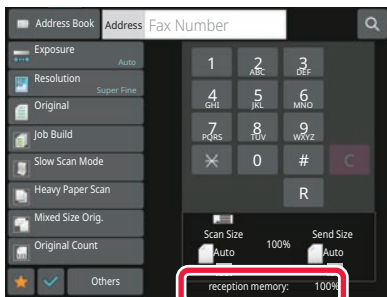 Address Book
Address
Fax Number
Exposure
Auto
Resolution
Super Fine
Original
Job Build
Slow Scan Mode
Heavy Paper Scan
Mixed Size Orig.
Original Count
Others
1
2
ABC
3
DEF
4
GHI
5
JKL
6
MNO
7
PQRS
8
TUV
9
WXYZ
0
#
C
R
Scan Size
Auto
100%
Send Size
Auto
reception memory: 100%